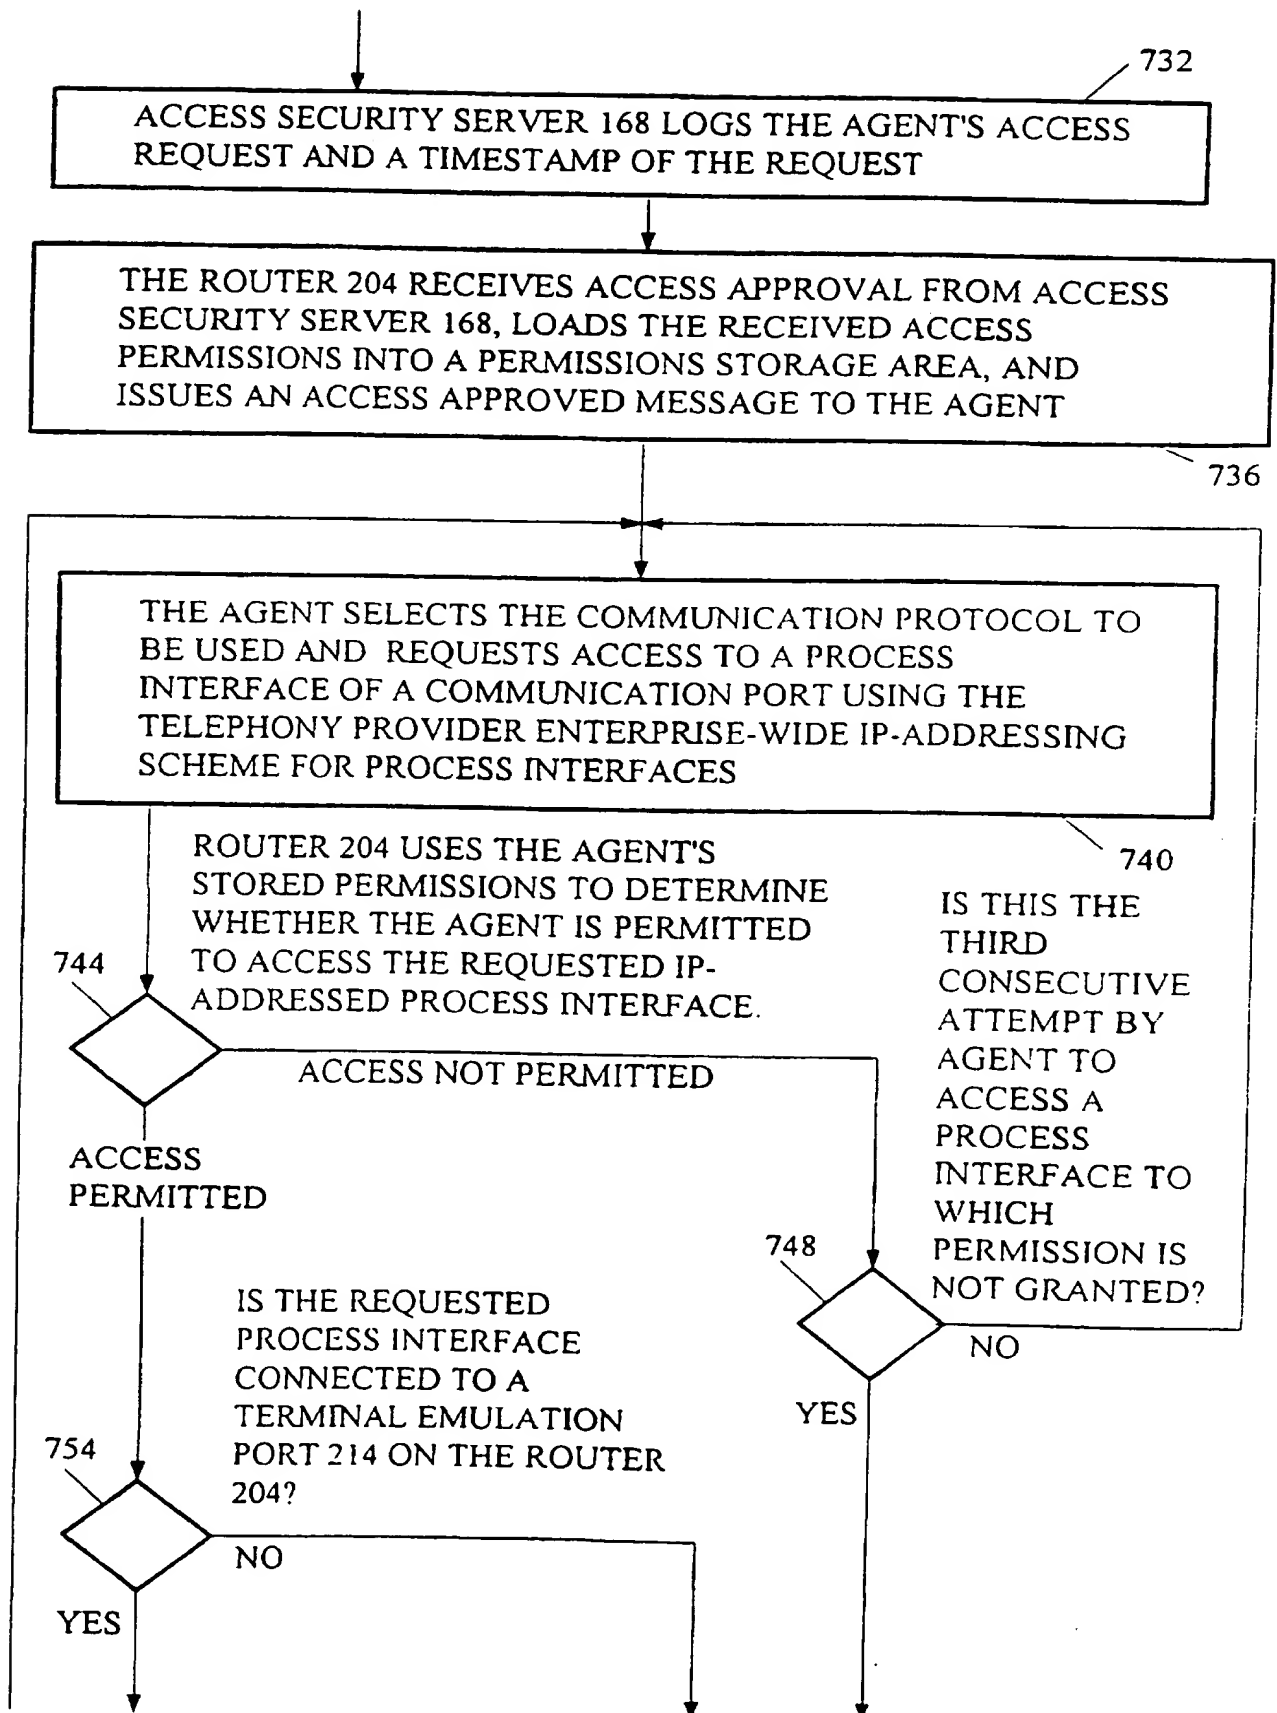 732
ACCESS SECURITY SERVER 168 LOGS THE AGENT'S ACCESS
REQUEST AND A TIMESTAMP OF THE REQUEST
THE ROUTER 204 RECEIVES ACCESS APPROVAL FROM ACCESS
SECURITY SERVER 168, LOADS THE RECEIVED ACCESS
PERMISSIONS INTO A PERMISSIONS STORAGE AREA, AND
ISSUES AN ACCESS APPROVED MESSAGE TO THE AGENT
736
THE AGENT SELECTS THE COMMUNICATION PROTOCOL TO
BE USED AND REQUESTS ACCESS TO A PROCESS
INTERFACE OF A COMMUNICATION PORT USING THE
TELEPHONY PROVIDER ENTERPRISE-WIDE IP-ADDRESSING
SCHEME FOR PROCESS INTERFACES
740
ROUTER 204 USES THE AGENT'S
STORED PERMISSIONS TO DETERMINE
WHETHER THE AGENT IS PERMITTED
TO ACCESS THE REQUESTED IP-
ADDRESSED PROCESS INTERFACE.
744
ACCESS NOT PERMITTED
ACCESS
PERMITTED
IS THIS THE
THIRD
CONSECUTIVE
ATTEMPT BY
AGENT TO
ACCESS A
PROCESS
INTERFACE TO
WHICH
PERMISSION IS
NOT GRANTED?
748
NO
YES
IS THE REQUESTED
PROCESS INTERFACE
CONNECTED TO A
TERMINAL EMULATION
PORT 214 ON THE ROUTER
204?
754
NO
YES